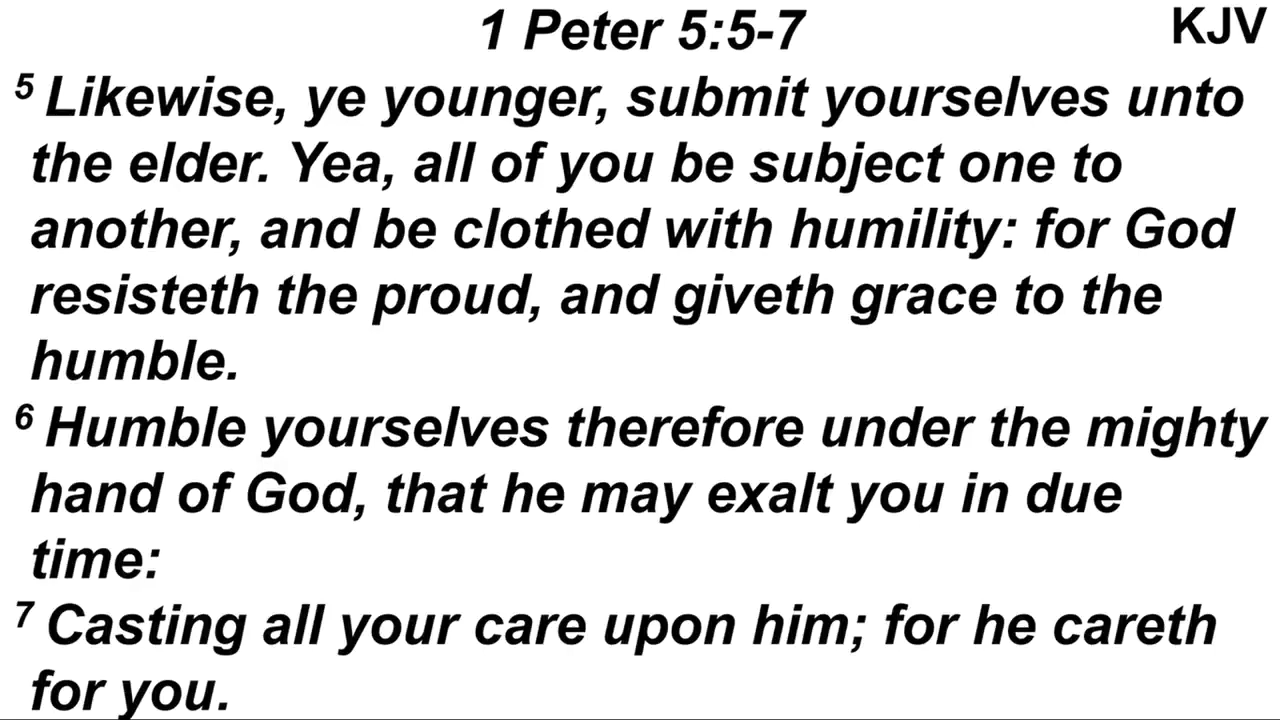 1 Peter 5:5-7 KJV
5 Likewise, ye younger, submit yourselves unto
the elder. Yea, all of you be subject one to
another, and be clothed with humility: for God
resisteth the proud, and giveth grace to the
humble.
6 Humble yourselves therefore under the mighty
hand of God, that he may exalt you in due
time:
7 Casting all your care upon him; for he careth
for you.